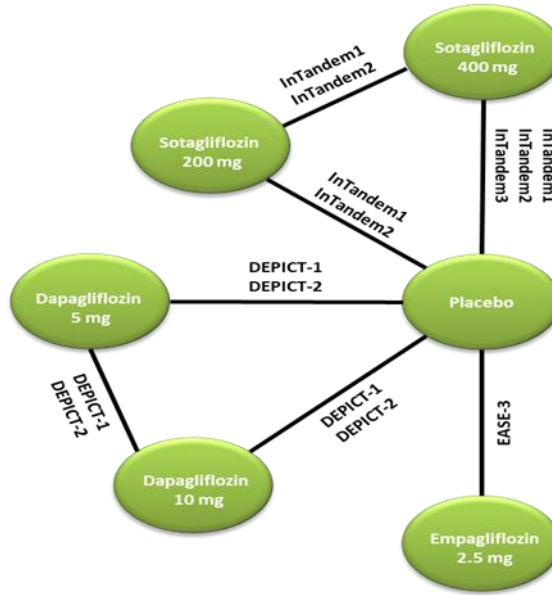 Sotagliflozin
400 mg
InTandem1
InTandem2
Sotagliflozin
200 mg
InTandem1
InTandem2
InTandem3
InTandem1
InTandem2
DEPICT-1
DEPICT-2
Dapagliflozin
5 mg
Placebo
DEPICT-1
DEPICT-2
DEPICT-1
DEPICT-2
EASE-3
Dapagliflozin
10 mg
Empagliflozin
2.5 mg